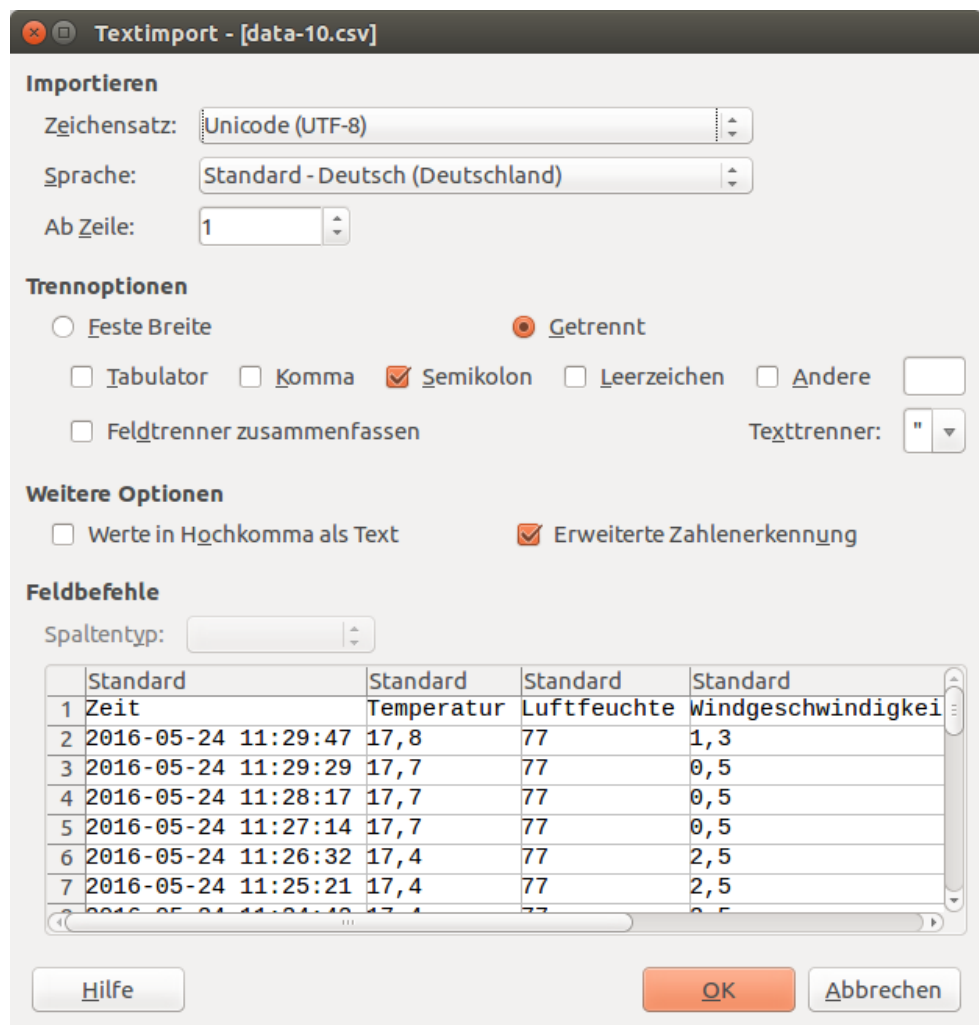 Textimport - [data-10.csv]
Importieren
Zeichensatz: Unicode (UTF-8)
Sprache: Standard - Deutsch (Deutschland)
Ab Zeile: 1
Trennoptionen
Feste Breite Getrennt
Tabulator Komma Semikolon Leerzeichen Andere
Feldtrenner zusammenfassen Texttrenner: "
Weitere Optionen
Werte in Hochkomma als Text Erweiterte Zahlenerkennung
Feldbefehle
Spaltentyp:
Standard Standard Standard Standard
1 Zeit Temperatur Luftfeuchte Windgeschwindigkei
2 2016-05-24 11:29:47 17,8 77 1,3
3 2016-05-24 11:29:29 17,7 77 0,5
4 2016-05-24 11:28:17 17,7 77 0,5
5 2016-05-24 11:27:14 17,7 77 0,5
6 2016-05-24 11:26:32 17,4 77 2,5
7 2016-05-24 11:25:21 17,4 77 2,5
Hilfe OK Abbrechen